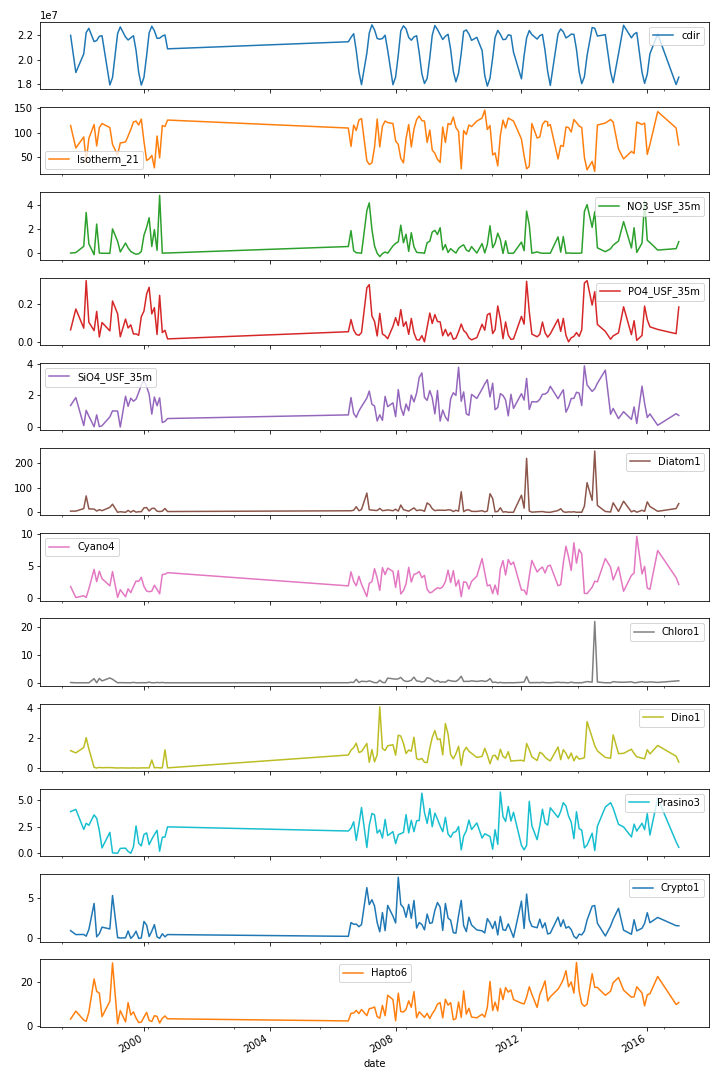 1e7
cdir
2.2
2.0
1.8
150
100
50
Isotherm_21
NO3_USF_35m
4
2
0
PO4_USF_35m
0.2
0.0
4
SiO4_USF_35m
2
0
Diatom1
200
100
0
10
Cyano4
5
0
Chloro1
20
10
0
4
Dino1
2
0
Prasino3
5.0
2.5
0.0
Crypto1
5
0
Hapto6
20
0
2000
2004
2008
2012
2016
date